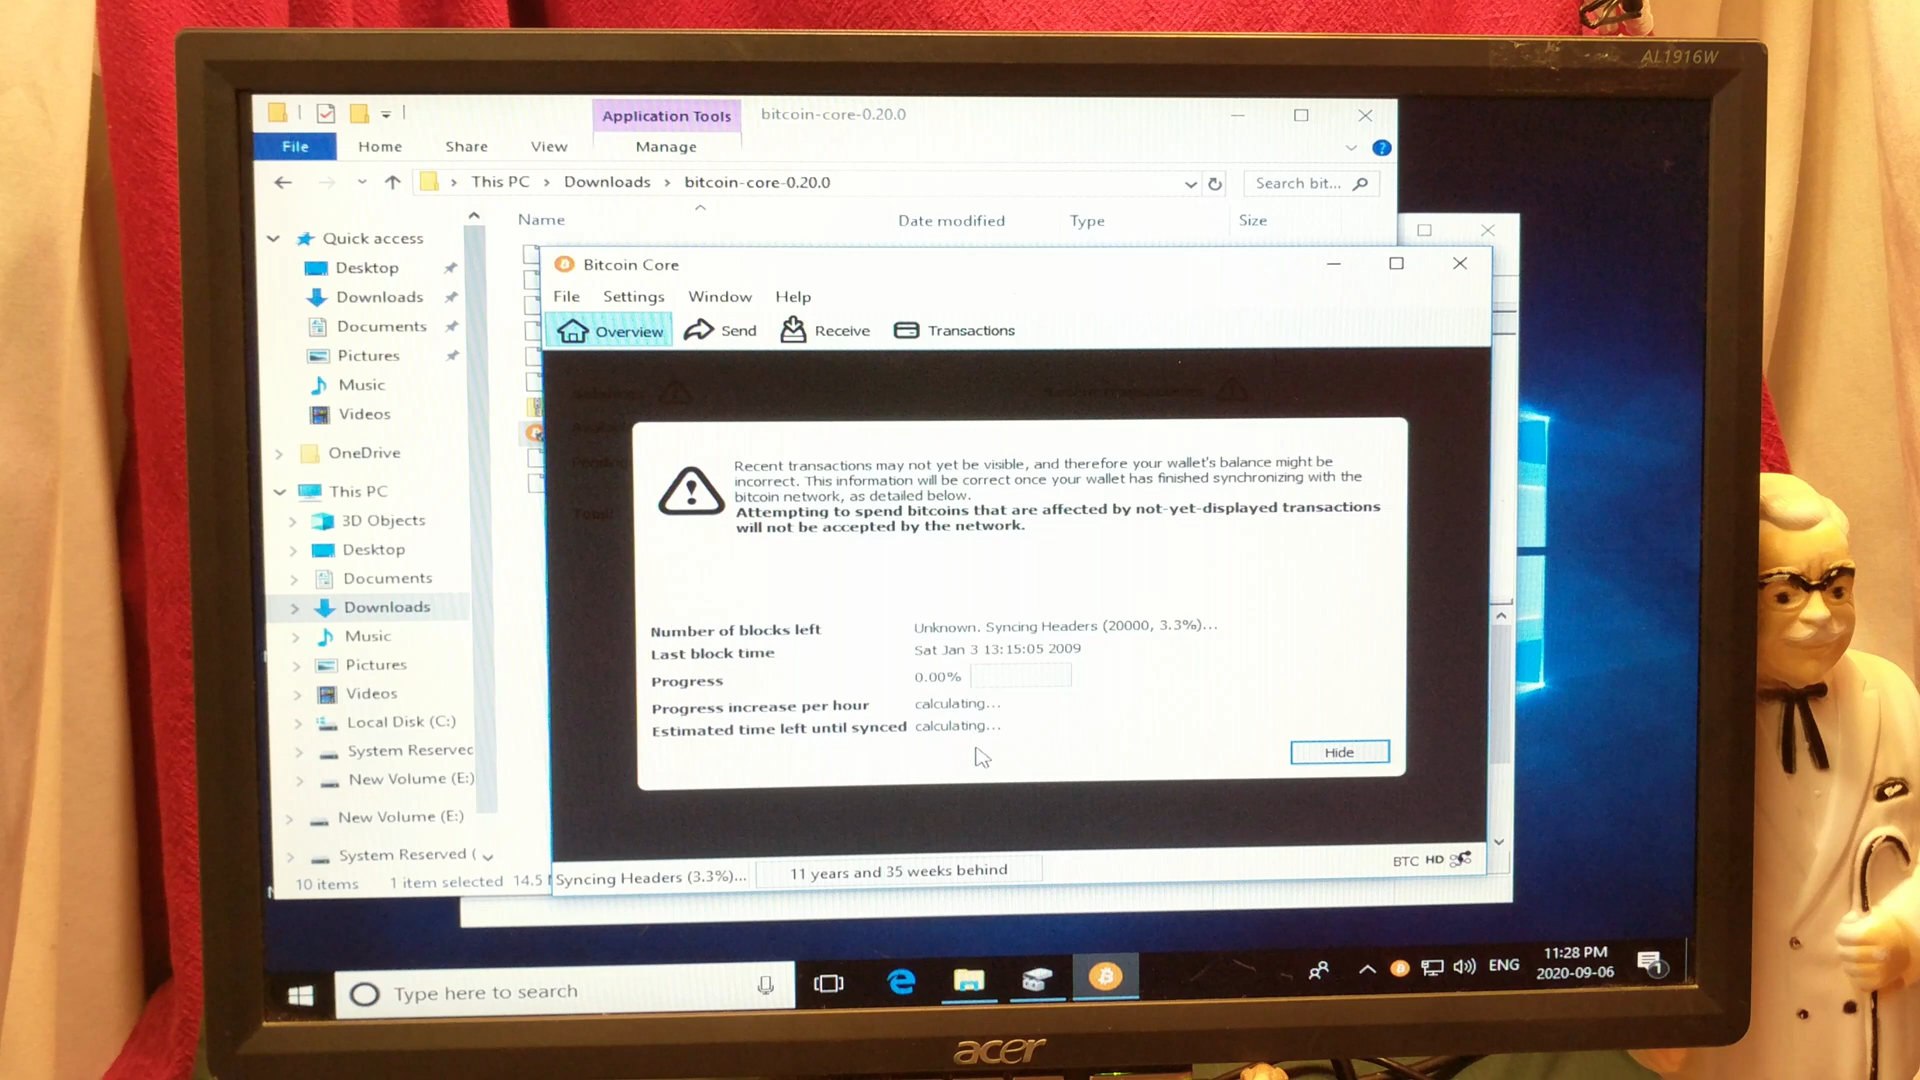 AL1916W
Application Tools bitcoin-core-0.20.0
File Home Share View Manage
This PC > Downloads > bitcoin-core-0.20.0 Search bit...
Name Date modified Type Size
Quick access
Desktop
Downloads
Documents
Pictures
Music
Videos
OneDrive
This PC
3D Objects
Desktop
Documents
Downloads
Music
Pictures
Videos
Local Disk (C:)
System Reserved
New Volume (E:)
New Volume (E:)
System Reserved (
10 items 1 item selected 14.5
Bitcoin Core
File Settings Window Help
Overview Send Receive Transactions
Recent transactions may not yet be visible, and therefore your wallet's balance might be
incorrect. This information will be correct once your wallet has finished synchronizing with the
bitcoin network, as detailed below.
Attempting to spend bitcoins that are affected by not-yet-displayed transactions
will not be accepted by the network.
Number of blocks left Unknown. Syncing Headers (20000, 3.3%)...
Last block time Sat Jan 3 13:15:05 2009
Progress 0.00%
Progress increase per hour calculating...
Estimated time left until synced calculating...
Hide
Syncing Headers (3.3%)... 11 years and 35 weeks behind BTC HD
Type here to search
ENG 11:28 PM
2020-09-06
1
acer